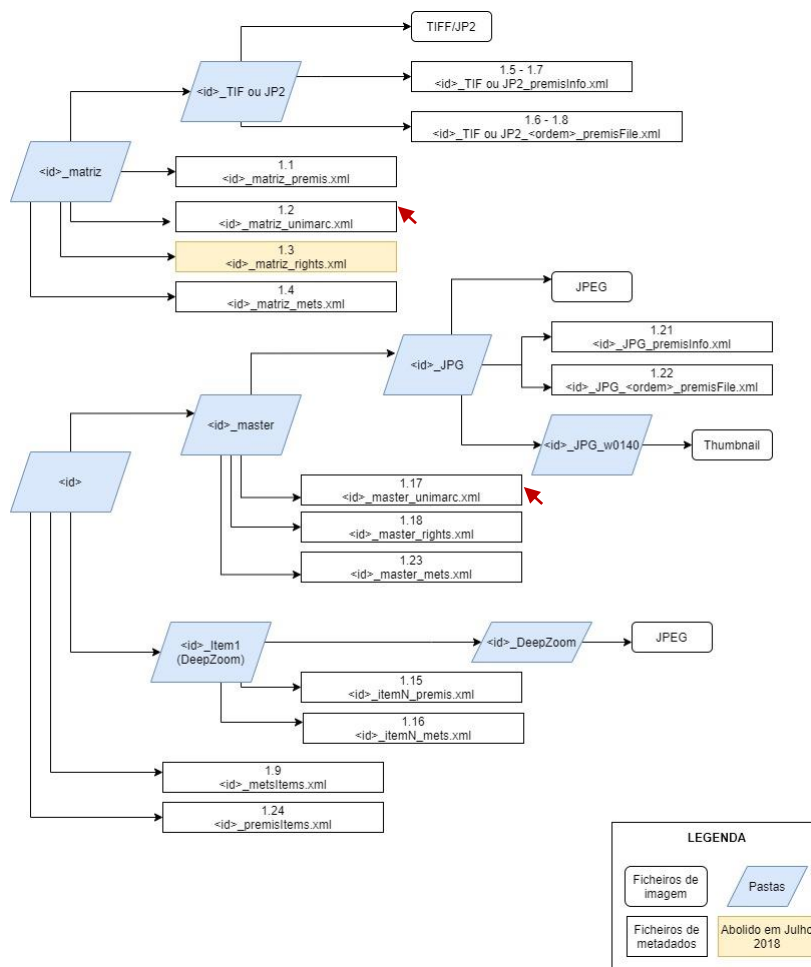 TIFF/JP2
<id>_TIF ou JP2
1.5 - 1.7
<id>_TIF ou JP2_premisInfo.xml
1.6 - 1.8
<id>_TIF ou JP2_<ordem>_premisFile.xml
<id>_matriz
1.1
<id>_matriz_premis.xml
1.2
<id>_matriz_unimarc.xml
1.3
<id>_matriz_rights.xml
1.4
<id>_matriz_mets.xml
JPEG
1.21
<id>_JPG_premisInfo.xml
<id>_JPG
1.22
<id>_JPG_<ordem>_premisFile.xml
<id>_master
<id>_JPG_w0140
Thumbnail
<id>
1.17
<id>_master_unimarc.xml
1.18
<id>_master_rights.xml
1.23
<id>_master_mets.xml
<id>_Item1
(DeepZoom)
<id>_DeepZoom
JPEG
1.15
<id>_itemN_premis.xml
1.16
<id>_itemN_mets.xml
1.9
<id>_metsItems.xml
1.24
<id>_premisItems.xml
LEGENDA
Ficheiros de
imagem
Pastas
Ficheiros de
metadados
Abolido em Julho
2018